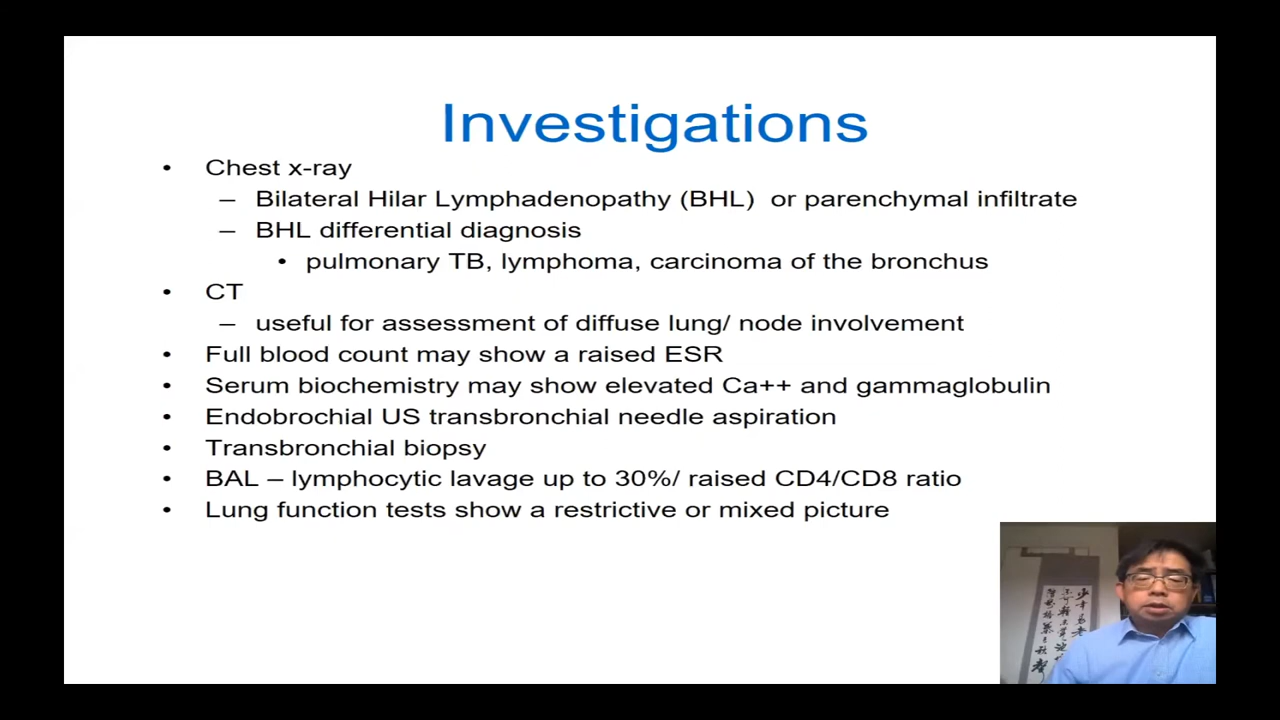 Investigations
• Chest x-ray
– Bilateral Hilar Lymphadenopathy (BHL) or parenchymal infiltrate
– BHL differential diagnosis
• pulmonary TB, lymphoma, carcinoma of the bronchus
• CT
– useful for assessment of diffuse lung/ node involvement
• Full blood count may show a raised ESR
• Serum biochemistry may show elevated Ca++ and gammaglobulin
• Endobrochial US transbronchial needle aspiration
• Transbronchial biopsy
• BAL – lymphocytic lavage up to 30%/ raised CD4/CD8 ratio
• Lung function tests show a restrictive or mixed picture